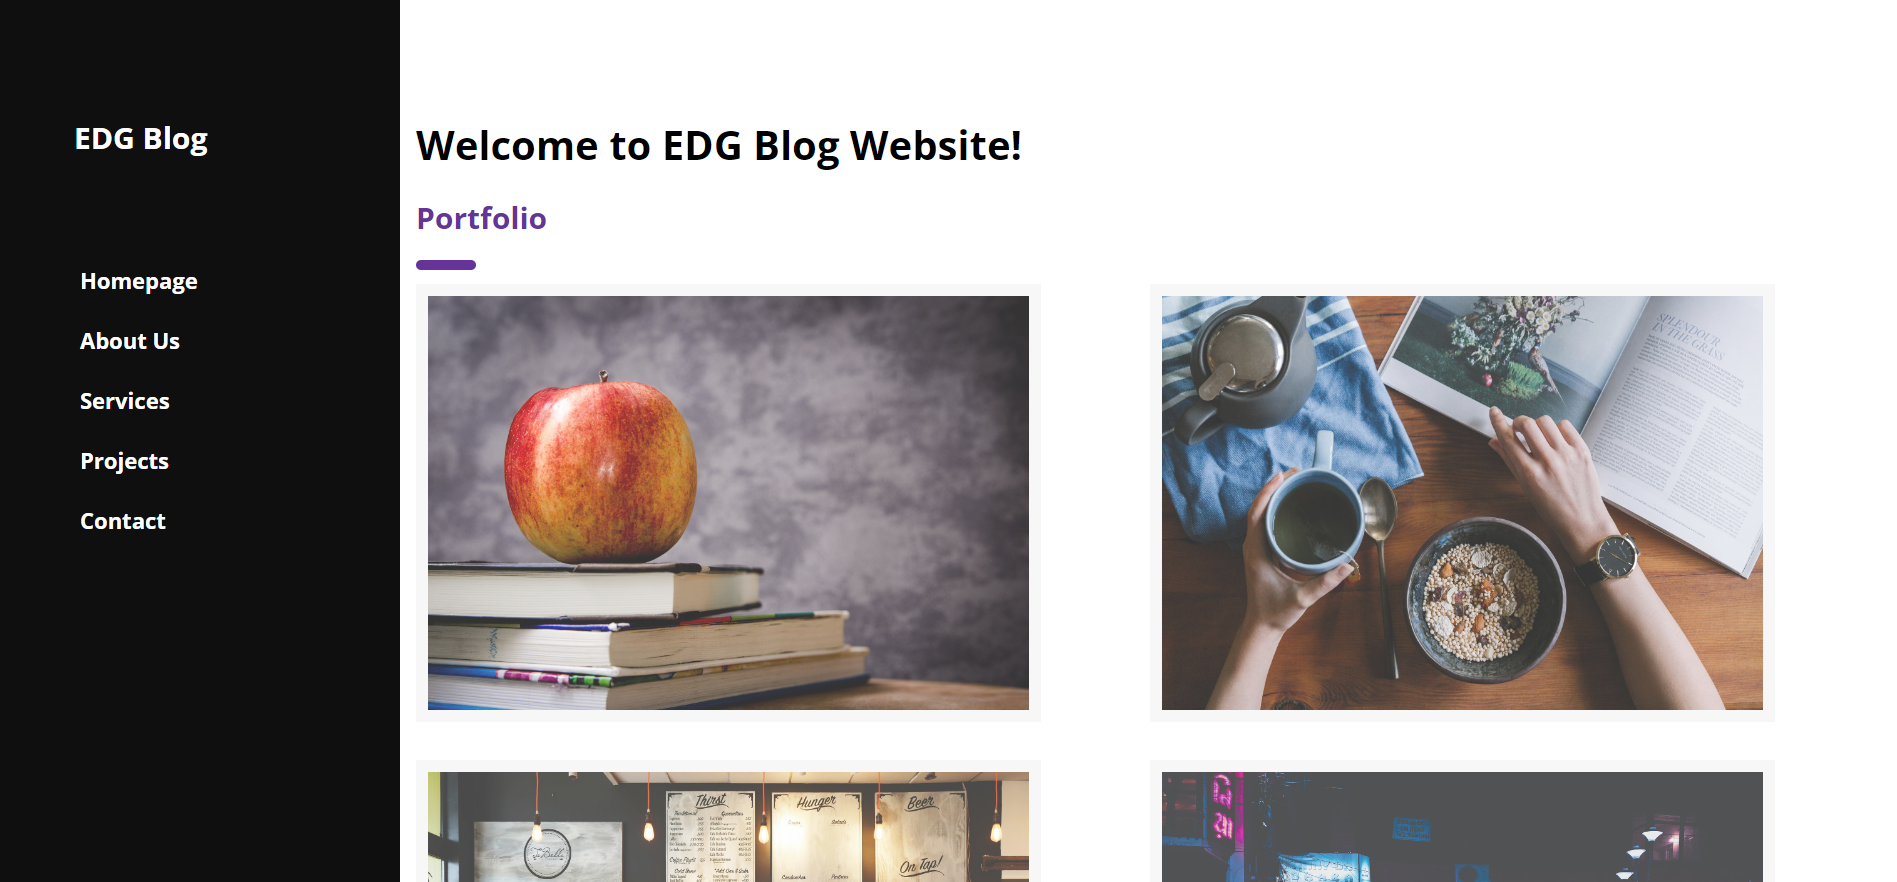 EDG Blog
Homepage
About Us
Services
Projects
Contact
Welcome to EDG Blog Website!
Portfolio
SPLENDOUR
IN THE GRASS
Thirst
Hunger
Beer
On Tap!